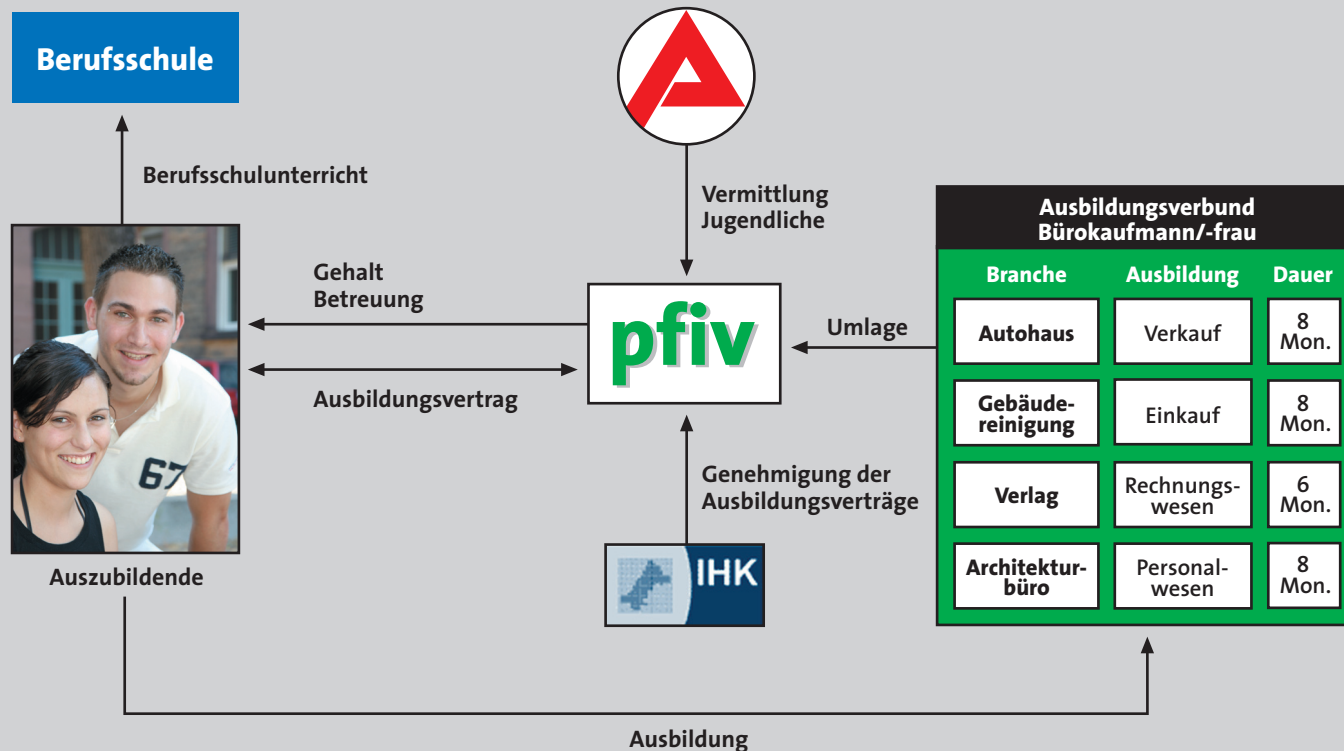 Berufsschule
Berufsschulunterricht
Vermittlung
Jugendliche
Gehalt
Betreuung
Ausbildungsvertrag
pfiv
Umlage
Genehmigung der
Ausbildungsverträge
IHK
67
Auszubildende
Ausbildungsverbund
Bürokaufmann/-frau
Branche Ausbildung Dauer
Autohaus Verkauf 8 Mon.
Gebäude-
reinigung Einkauf 8 Mon.
Verlag Rechnungs-
wesen 6 Mon.
Architektur-
büro Personal-
wesen 8 Mon.
Ausbildung